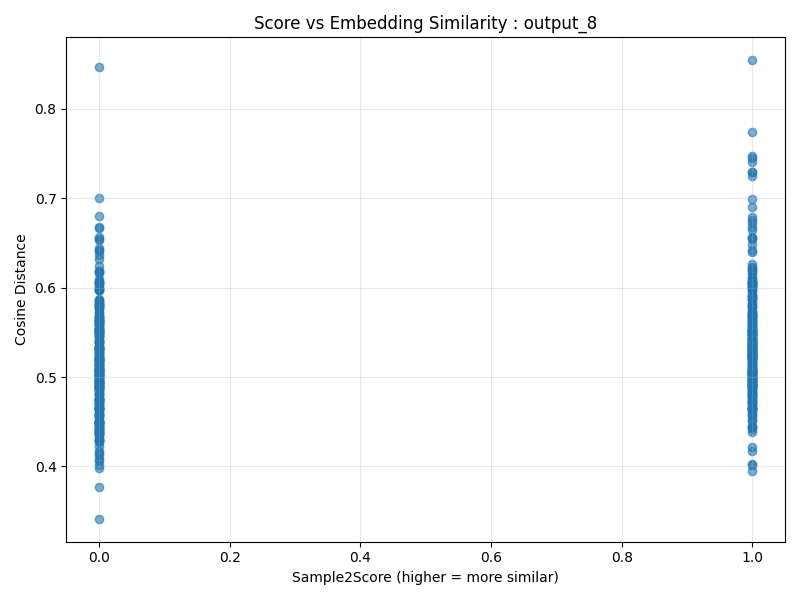 Score vs Embedding Similarity : output_8
Cosine Distance
0.8
0.7
0.6
0.5
0.4
0.0 0.2 0.4 0.6 0.8 1.0
Sample2Score (higher = more similar)